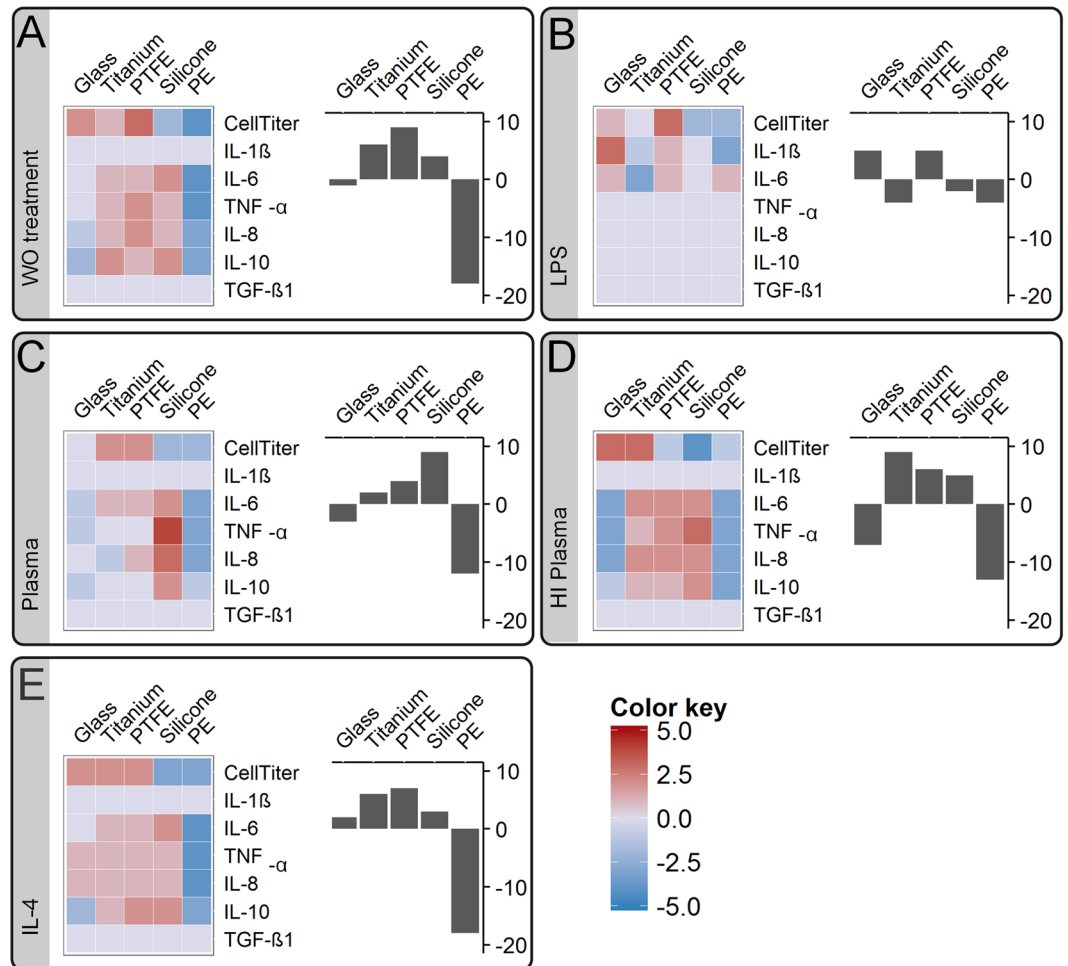 A
WO treatment
Glass
Titanium
PTFE
Silicone
PE
CellTiter
IL-1ß
IL-6
TNF -α
IL-8
IL-10
TGF-ß1
Glass
Titanium
PTFE
Silicone
PE
10
0
-10
-20
B
LPS
Glass
Titanium
PTFE
Silicone
PE
CellTiter
IL-1ß
IL-6
TNF -α
IL-8
IL-10
TGF-ß1
Glass
Titanium
PTFE
Silicone
PE
10
0
-10
-20
C
Plasma
Glass
Titanium
PTFE
Silicone
PE
CellTiter
IL-1ß
IL-6
TNF -α
IL-8
IL-10
TGF-ß1
Glass
Titanium
PTFE
Silicone
PE
10
0
-10
-20
D
HI Plasma
Glass
Titanium
PTFE
Silicone
PE
CellTiter
IL-1ß
IL-6
TNF -α
IL-8
IL-10
TGF-ß1
Glass
Titanium
PTFE
Silicone
PE
10
0
-10
-20
E
IL-4
Glass
Titanium
PTFE
Silicone
PE
CellTiter
IL-1ß
IL-6
TNF -α
IL-8
IL-10
TGF-ß1
Glass
Titanium
PTFE
Silicone
PE
10
0
-10
-20
Color key
5.0
2.5
0.0
-2.5
-5.0